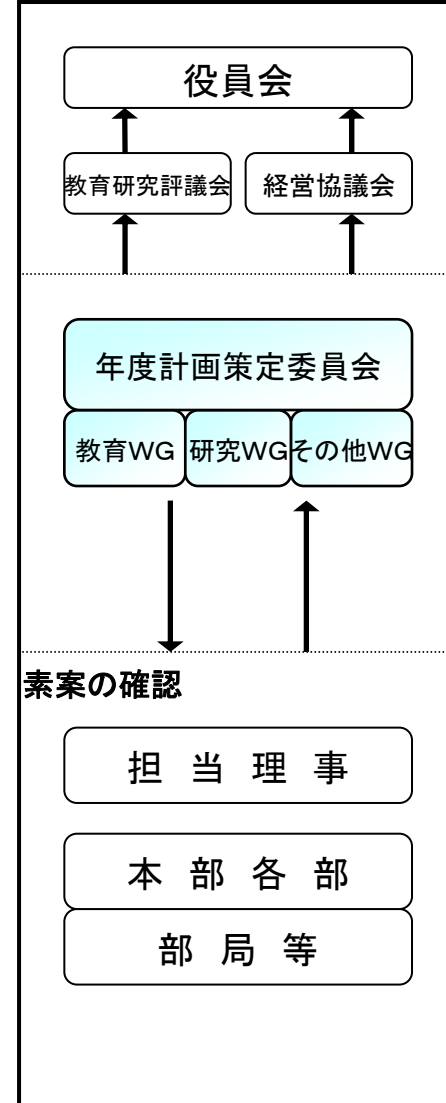 役員会
教育研究評議会 経営協議会
年度計画策定委員会
教育WG 研究WG その他WG
素案の確認
担当理事
本部各部
部局等